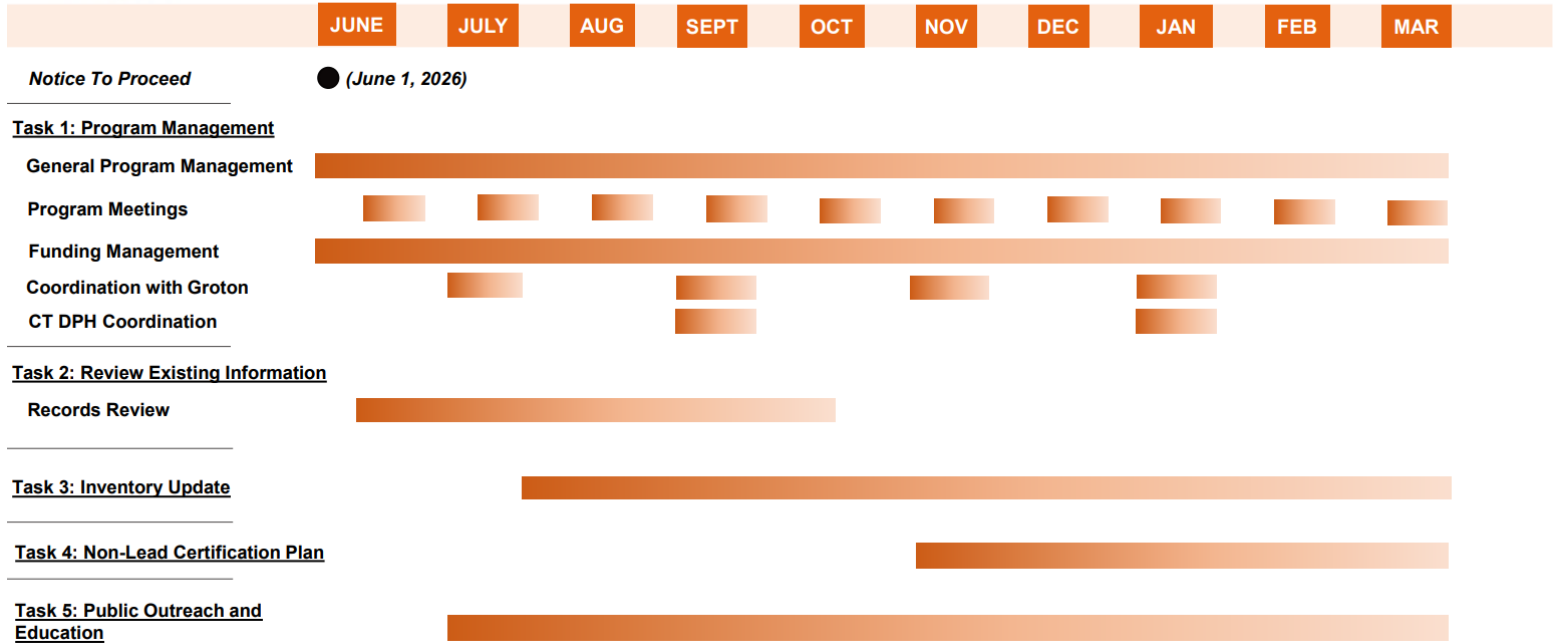 JUNE JULY AUG SEPT OCT NOV DEC JAN FEB MAR
Notice To Proceed (June 1, 2026)
Task 1: Program Management
General Program Management
Program Meetings
Funding Management
Coordination with Groton
CT DPH Coordination
Task 2: Review Existing Information
Records Review
Task 3: Inventory Update
Task 4: Non-Lead Certification Plan
Task 5: Public Outreach and
Education